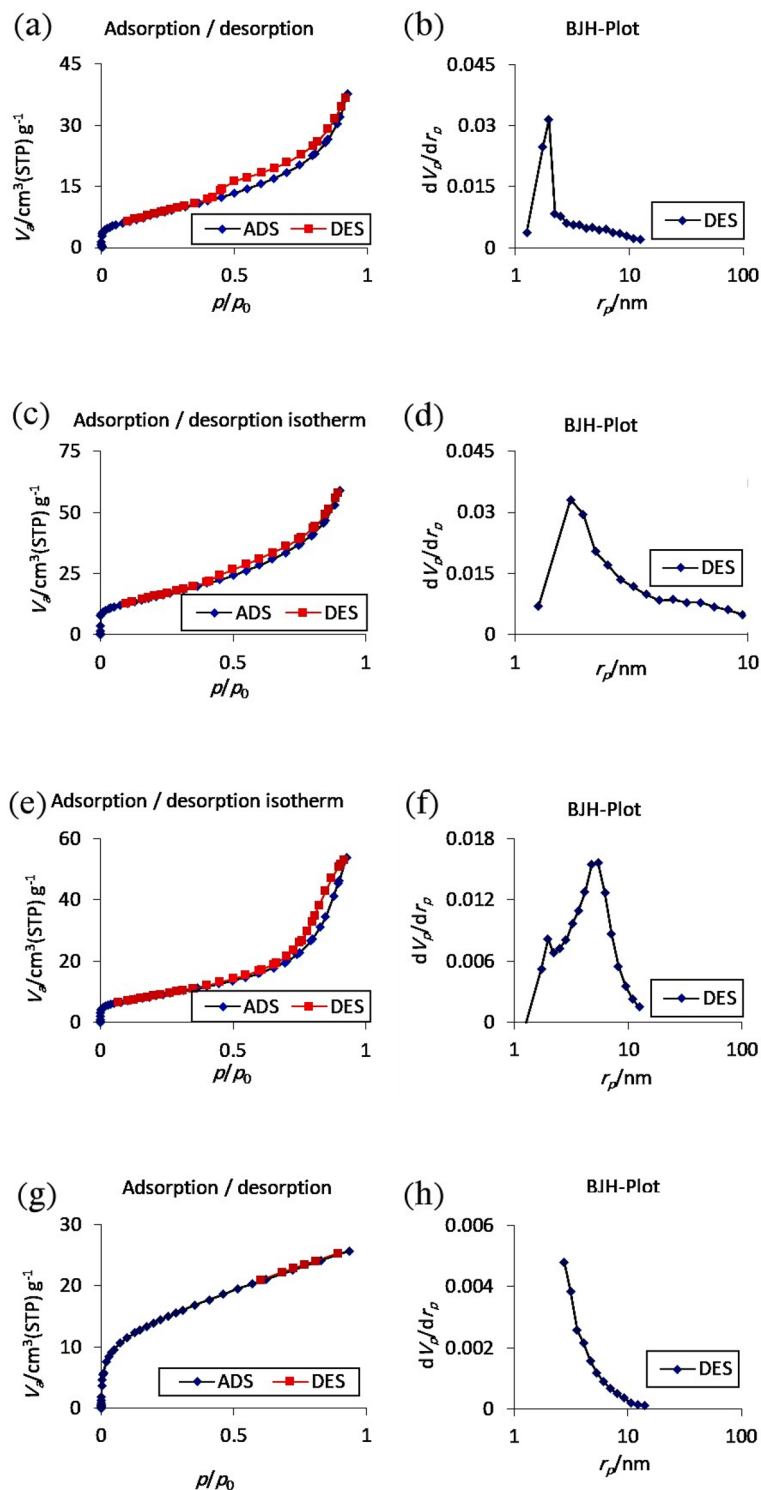 (a)
Adsorption / desorption
45
30
15
0
Vₐ/cm³(STP) g⁻¹
ADS
DES
0
0.5
1
p/p₀
(b)
BJH-Plot
0.045
0.03
0.015
0
dVₚ/drₚ
DES
1
10
100
rₚ/nm
(c)
Adsorption / desorption isotherm
75
50
25
0
Vₐ/cm³(STP) g⁻¹
ADS
DES
0
0.5
1
p/p₀
(d)
BJH-Plot
0.045
0.03
0.015
0
dVₚ/drₚ
DES
1
10
rₚ/nm
(e)
Adsorption / desorption isotherm
60
40
20
0
Vₐ/cm³(STP) g⁻¹
ADS
DES
0
0.5
1
p/p₀
(f)
BJH-Plot
0.018
0.012
0.006
0
dVₚ/drₚ
DES
1
10
100
rₚ/nm
(g)
Adsorption / desorption
30
20
10
0
Vₐ/cm³(STP) g⁻¹
ADS
DES
0
0.5
1
p/p₀
(h)
BJH-Plot
0.006
0.004
0.002
0
dVₚ/drₚ
DES
1
10
100
rₚ/nm